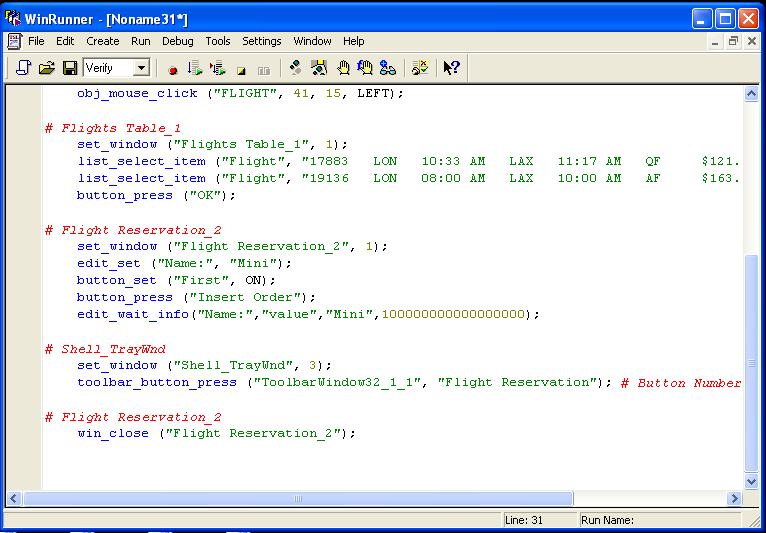 WinRunner - [Noname31*]
File Edit Create Run Debug Tools Settings Window Help
Verify
obj_mouse_click ("FLIGHT", 41, 15, LEFT);
# Flights Table_1
set_window ("Flights Table_1", 1);
list_select_item ("Flight", "17883 LON 10:33 AM LAX 11:17 AM QF $121.
list_select_item ("Flight", "19136 LON 08:00 AM LAX 10:00 AM AF $163.
button_press ("OK");
# Flight Reservation_2
set_window ("Flight Reservation_2", 1);
edit_set ("Name:", "Mini");
button_set ("First", ON);
button_press ("Insert Order");
edit_wait_info("Name:","value","Mini",100000000000000000);
# Shell_TrayWnd
set_window ("Shell_TrayWnd", 3);
toolbar_button_press ("ToolbarWindow32_1_1", "Flight Reservation"); # Button Number
# Flight Reservation_2
win_close ("Flight Reservation_2");
Line: 31 Run Name: